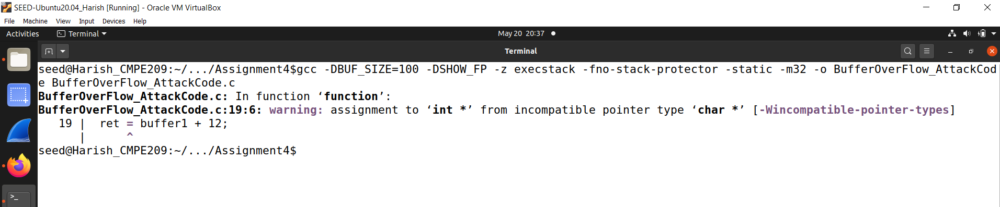 SEED-Ubuntu20.04_Harish [Running] - Oracle VM VirtualBox
File Machine View Input Devices Help
Activities Terminal May 20 20:37
Terminal
seed@Harish_CMPE209:~/.../Assignment4$gcc -DBUF_SIZE=100 -DSHOW_FP -z execstack -fno-stack-protector -static -m32 -o BufferOverFlow_AttackCod
e BufferOverFlow_AttackCode.c
BufferOverFlow_AttackCode.c: In function ‘function’:
BufferOverFlow_AttackCode.c:19:6: warning: assignment to ‘int *’ from incompatible pointer type ‘char *’ [-Wincompatible-pointer-types]
   19 |  ret = buffer1 + 12;
      |      ^
seed@Harish_CMPE209:~/.../Assignment4$
>_